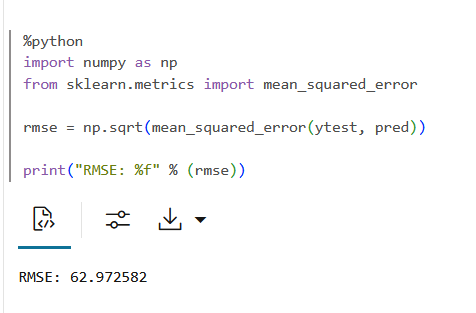 %python
import numpy as np
from sklearn.metrics import mean_squared_error
rmse = np.sqrt(mean_squared_error(ytest, pred))
print("RMSE: %f" % (rmse))
RMSE: 62.972582